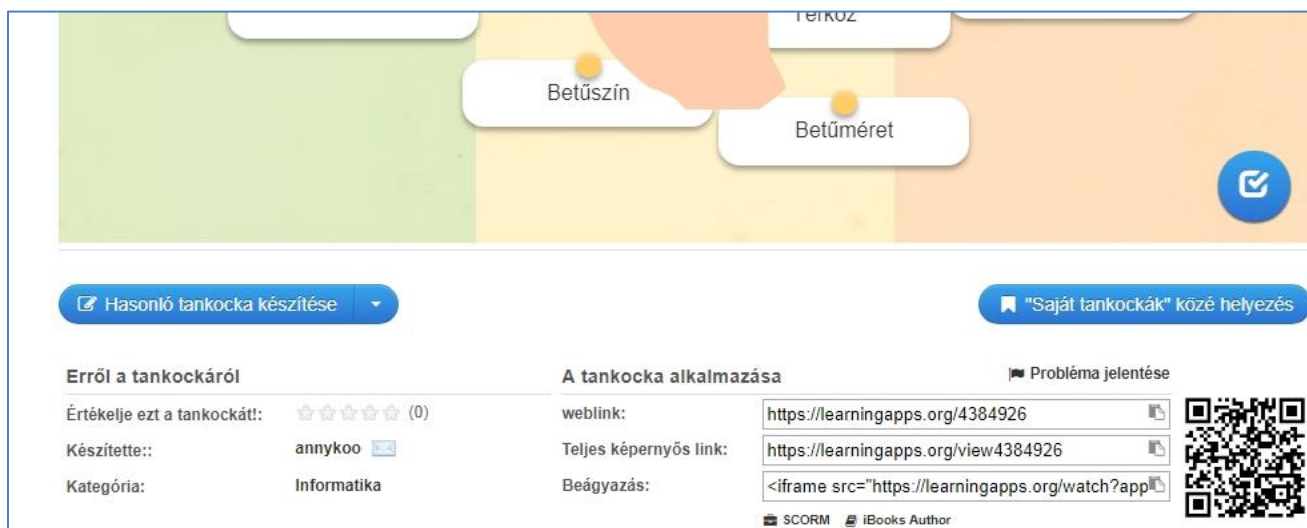 Térköz
Betűszín
Betűméret
Hasonló tankocka készítése
"Saját tankockák" közé helyezés
Erről a tankockáról
A tankocka alkalmazása
Probléma jelentése
Értékelje ezt a tankockát!: (0)
weblink: https://learningapps.org/4384926
Készítette:: annykoo
Teljes képernyős link: https://learningapps.org/view4384926
Kategória: Informatika
Beágyazás: <iframe src="https://learningapps.org/watch?app
SCORM iBooks Author